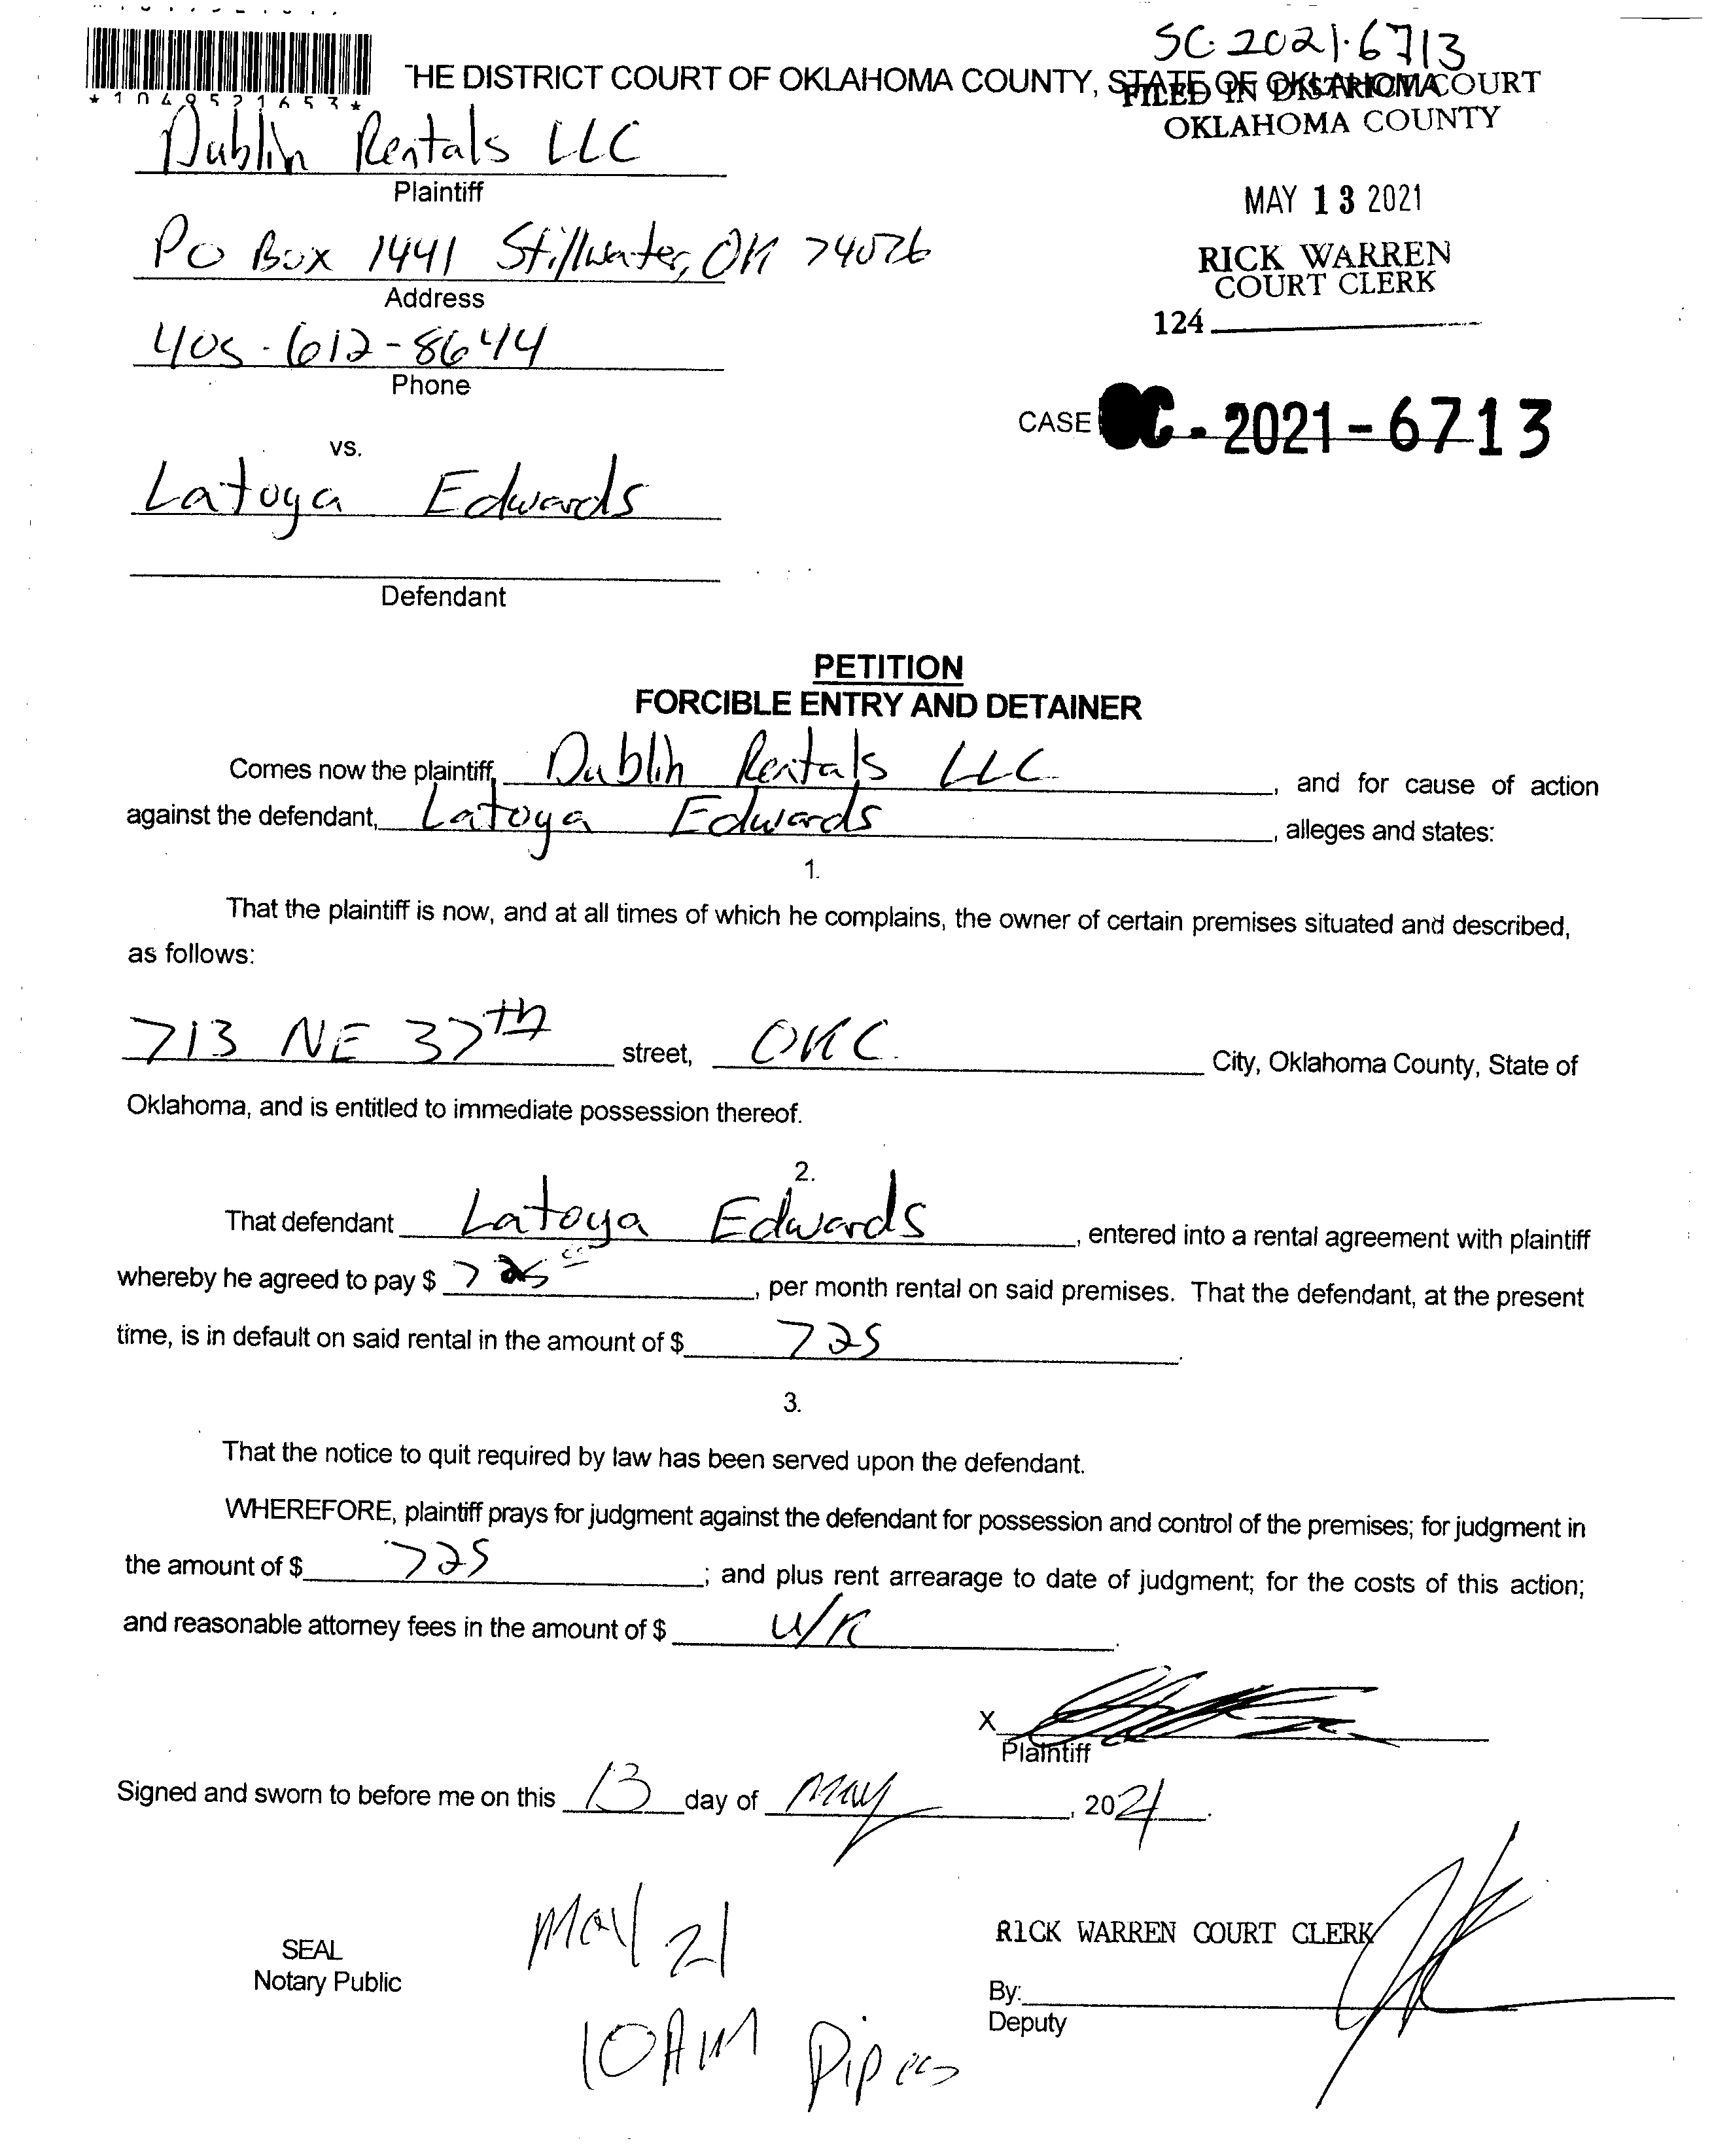 SC-2021-6713
*1049521653*
THE DISTRICT COURT OF OKLAHOMA COUNTY, STATE OF OKLAHOMA
FILED IN DISTRICT COURT
OKLAHOMA COUNTY
Dublin Rentals LLC
Plaintiff
MAY 13 2021
PO Box 1441 Stillwater, OK 74076
Address
RICK WARREN
COURT CLERK
124
405-612-8644
Phone
CASE SC-2021-6713
vs.
Latoya Edwards
Defendant
PETITION
FORCIBLE ENTRY AND DETAINER
Comes now the plaintiff, Dublin Rentals LLC, and for cause of action
against the defendant, Latoya Edwards, alleges and states:
1.
That the plaintiff is now, and at all times of which he complains, the owner of certain premises situated and described,
as follows:
713 NE 37th street, OKC City, Oklahoma County, State of
Oklahoma, and is entitled to immediate possession thereof.
2.
That defendant Latoya Edwards, entered into a rental agreement with plaintiff
whereby he agreed to pay $ 725 00, per month rental on said premises. That the defendant, at the present
time, is in default on said rental in the amount of $ 725.
3.
That the notice to quit required by law has been served upon the defendant.
WHEREFORE, plaintiff prays for judgment against the defendant for possession and control of the premises; for judgment in
the amount of $ 725; and plus rent arrearage to date of judgment; for the costs of this action;
and reasonable attorney fees in the amount of $ U/K.
X
Plaintiff
Signed and sworn to before me on this 13 day of May, 2021.
May 21
RICK WARREN COURT CLERK
SEAL
Notary Public
By:
Deputy
10AM Pipes